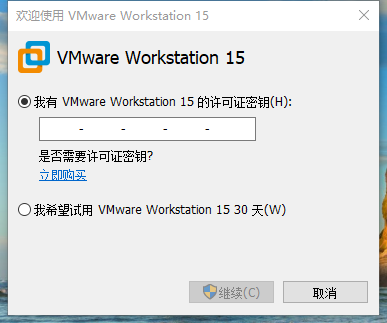 欢迎使用 VMware Workstation 15
VMware Workstation 15
我有 VMware Workstation 15 的许可证密钥(H):
- - - -
是否需要许可证密钥?
立即购买
我希望试用 VMware Workstation 15 30 天(W)
继续(C) 取消